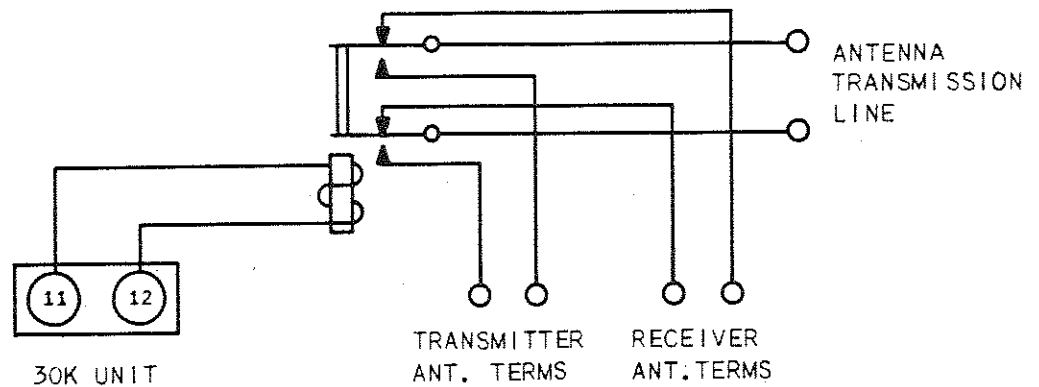 ANTENNA
TRANSMISSION
LINE
11 12
30K UNIT
TRANSMITTER
ANT. TERMS
RECEIVER
ANT.TERMS